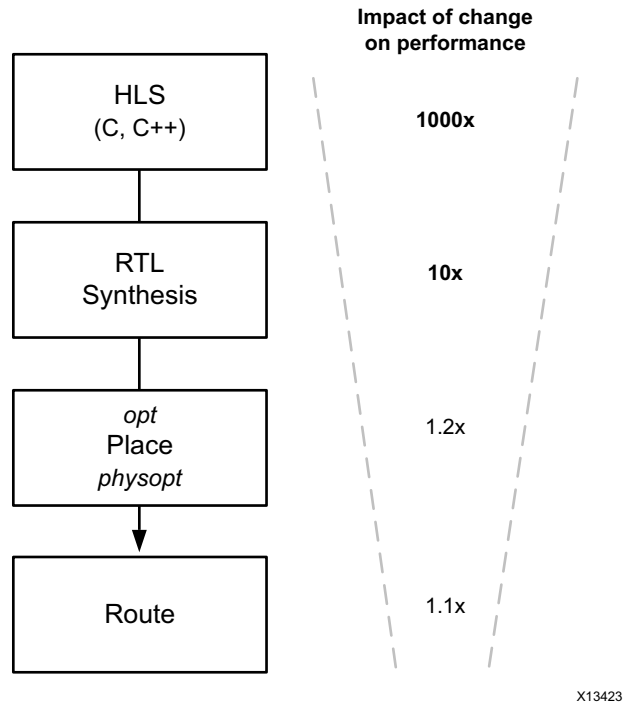 Impact of change
on performance
HLS
(C, C++)
1000x
RTL
Synthesis
10x
opt
Place
physopt
1.2x
Route
1.1x
X13423